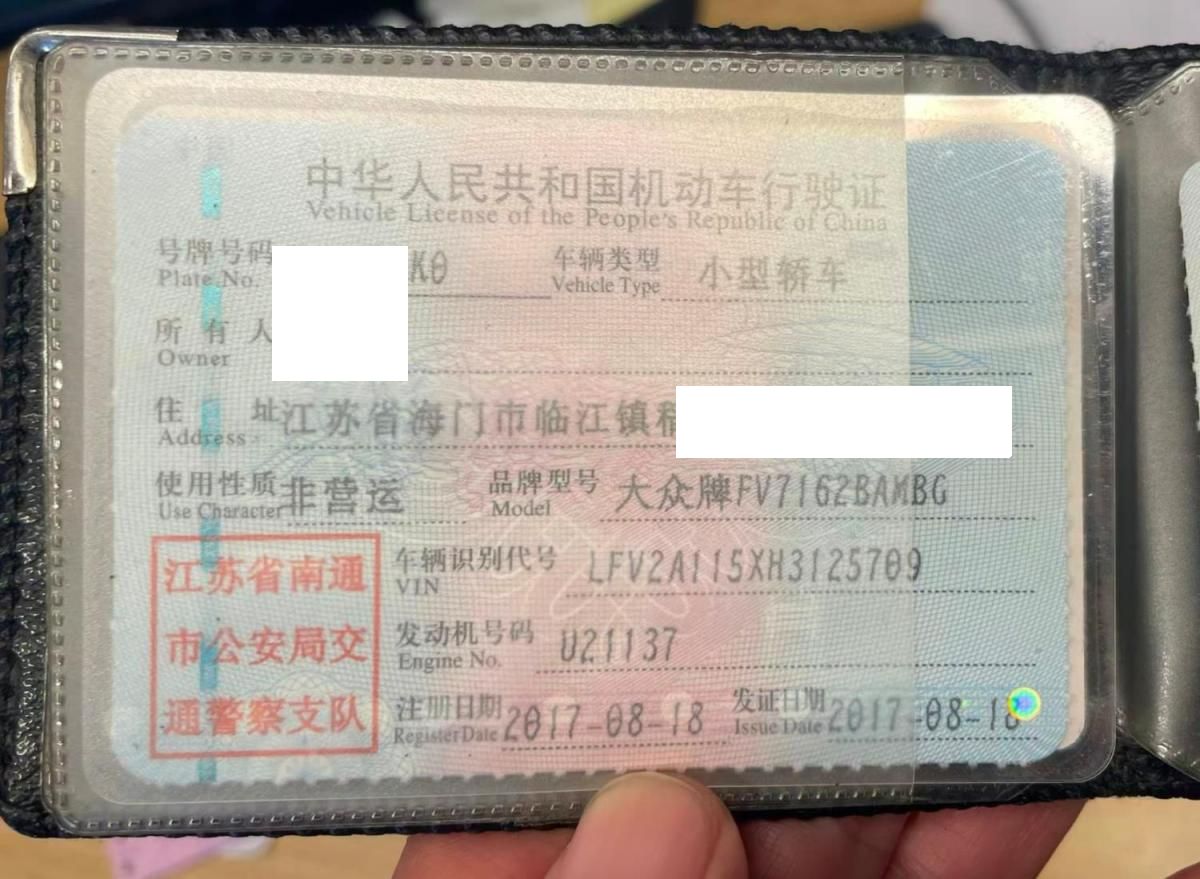 中华人民共和国机动车行驶证
Vehicle License of the People's Republic of China
号牌号码 K0 车辆类型 小型轿车
Plate No. Vehicle Type
所有人
Owner
住址 江苏省海门市临江镇
Address
使用性质 非营运 品牌型号 大众牌FV7162BAMBG
Use Character Model
江苏省南通 车辆识别代号 LFV2A115XH3125709
VIN
市公安局交 发动机号码 U21137
Engine No.
通警察支队 注册日期 2017-08-18 发证日期 2017-08-18
Register Date Issue Date